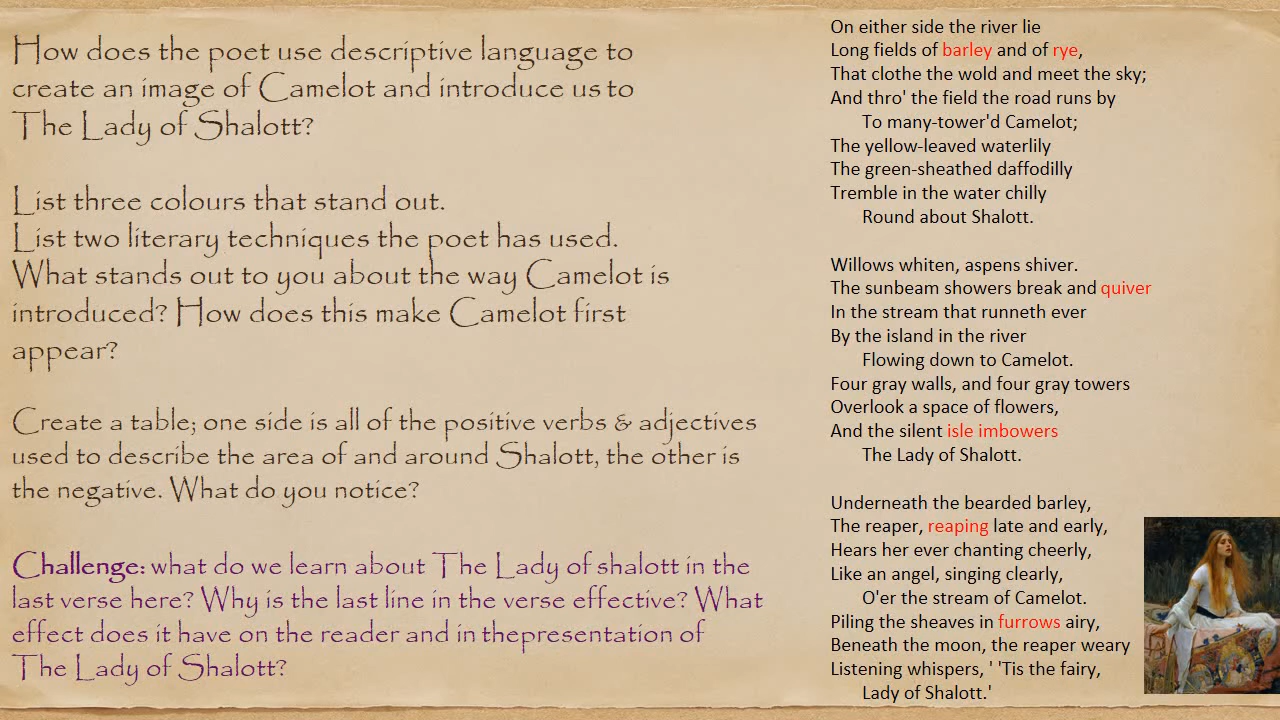 How does the poet use descriptive language to
create an image of Camelot and introduce us to
The Lady of Shalott?
List three colours that stand out.
List two literary techniques the poet has used.
What stands out to you about the way Camelot is
introduced? How does this make Camelot first
appear?
Create a table; one side is all of the positive verbs & adjectives
used to describe the area of and around Shalott, the other is
the negative. What do you notice?
Challenge: what do we learn about The Lady of shalott in the
last verse here? Why is the last line in the verse effective? What
effect does it have on the reader and in thepresentation of
The Lady of Shalott?
On either side the river lie
Long fields of barley and of rye,
That clothe the wold and meet the sky;
And thro' the field the road runs by
To many-tower'd Camelot;
The yellow-leaved waterlily
The green-sheathed daffodilly
Tremble in the water chilly
Round about Shalott.
Willows whiten, aspens shiver.
The sunbeam showers break and quiver
In the stream that runneth ever
By the island in the river
Flowing down to Camelot.
Four gray walls, and four gray towers
Overlook a space of flowers,
And the silent isle imbowers
The Lady of Shalott.
Underneath the bearded barley,
The reaper, reaping late and early,
Hears her ever chanting cheerly,
Like an angel, singing clearly,
O'er the stream of Camelot.
Piling the sheaves in furrows airy,
Beneath the moon, the reaper weary
Listening whispers, ' 'Tis the fairy,
Lady of Shalott.'